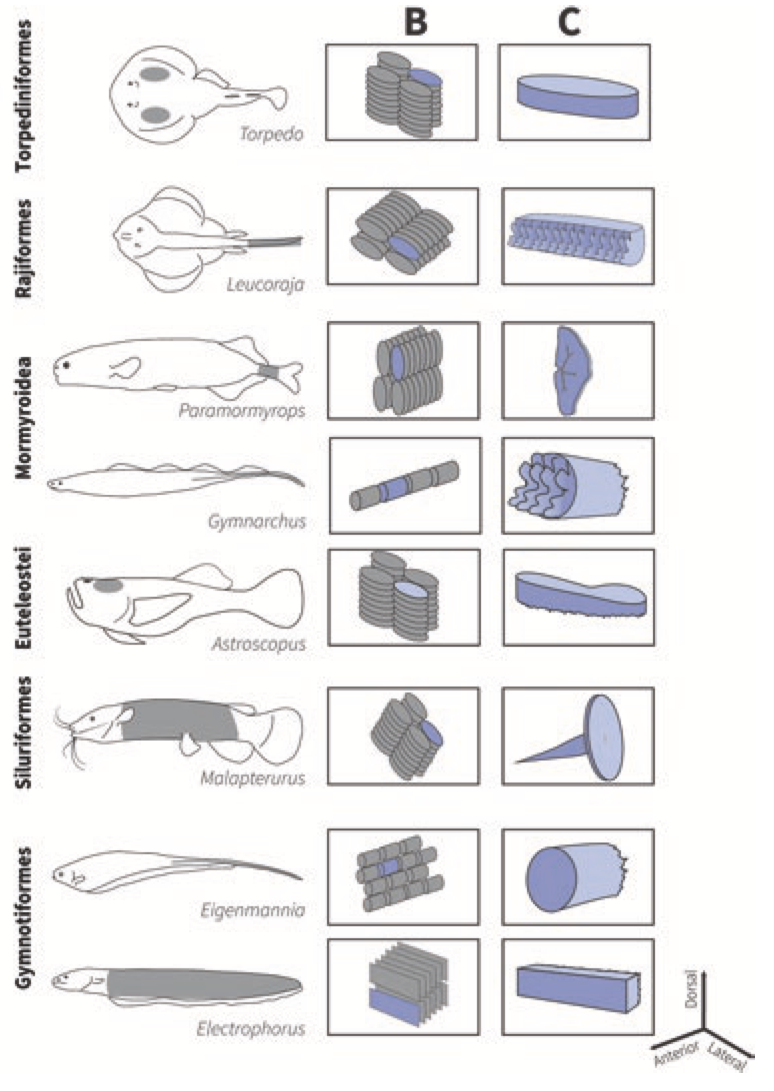 B
C
Torpediniformes
Torpedo
Rajiformes
Leucoraja
Mormyroidea
Paramormyrops
Gymnarchus
Euteleostei
Astroscopus
Siluriformes
Malapterurus
Gymnotiformes
Eigenmannia
Electrophorus
Dorsal
Anterior
Lateral